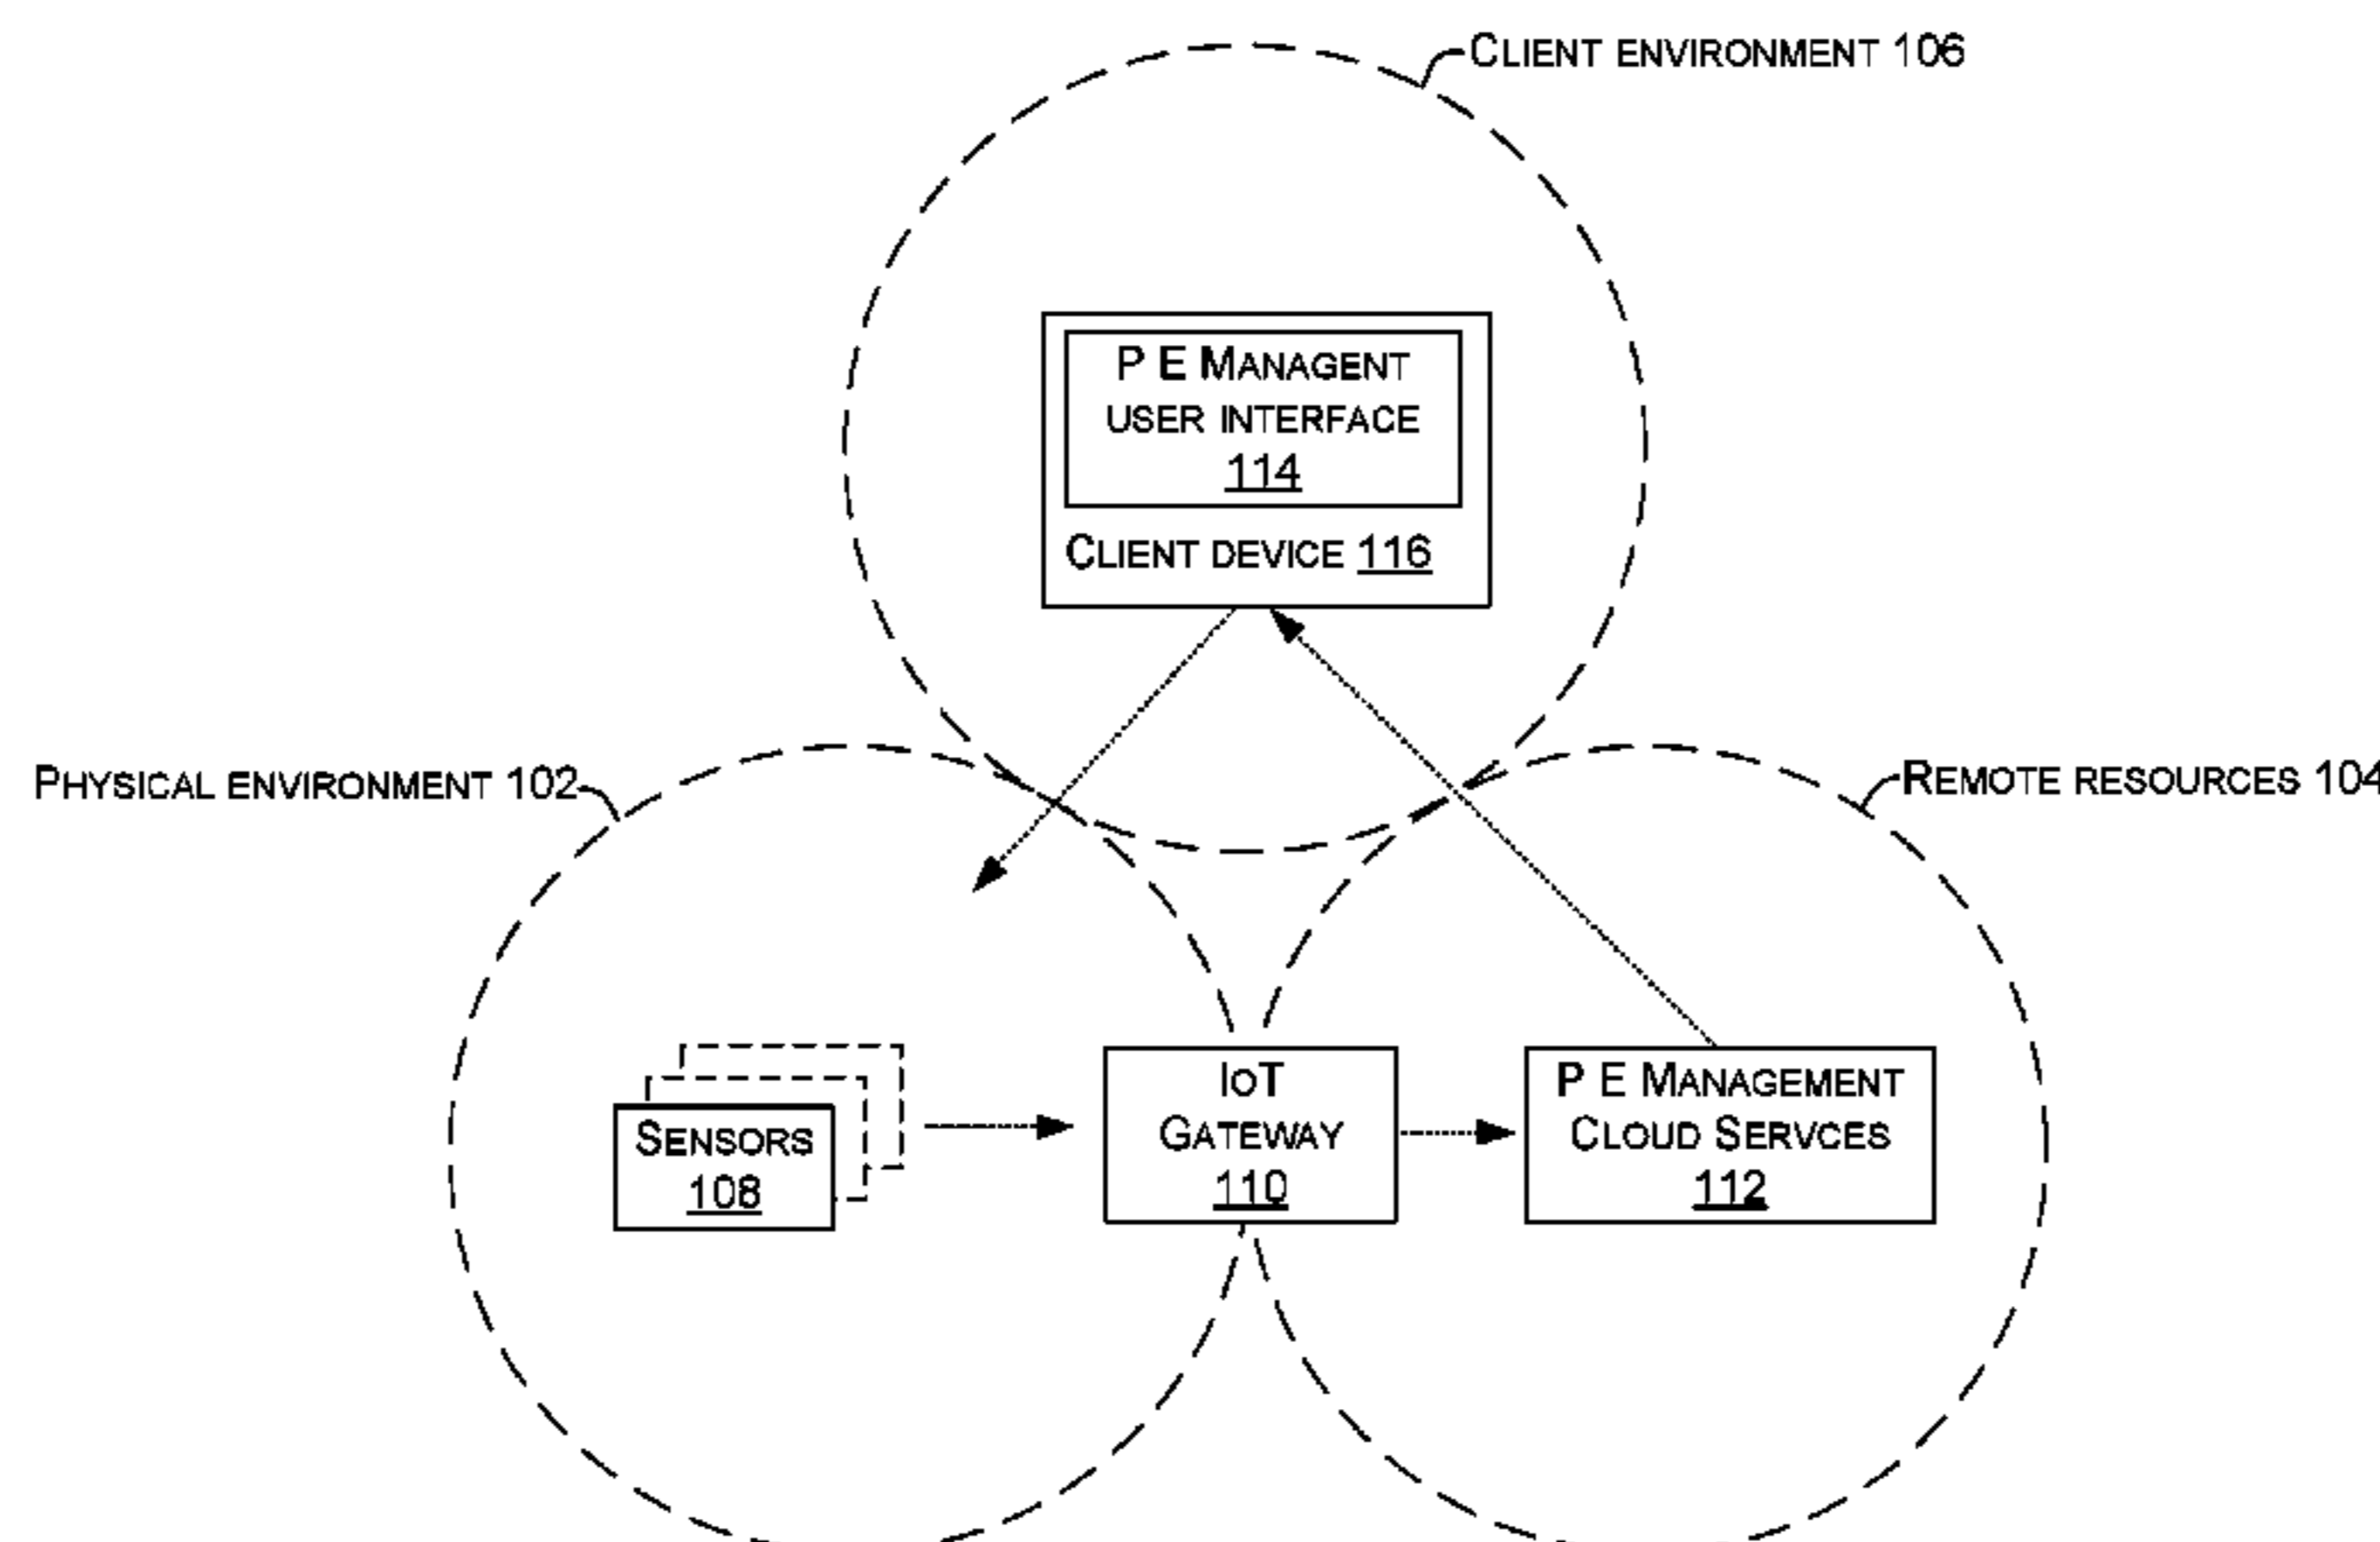 CLIENT ENVIRONMENT 106
P E MANAGENT
USER INTERFACE
114
CLIENT DEVICE 116
PHYSICAL ENVIRONMENT 102
REMOTE RESOURCES 104
SENSORS
108
IOT
GATEWAY
110
P E MANAGEMENT
CLOUD SERVCES
112